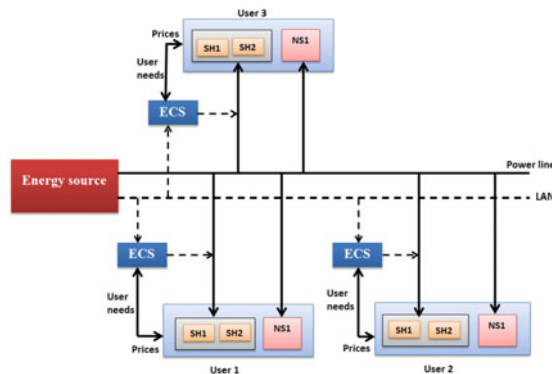 User 3
Prices
SH1
SH2
NS1
User
needs
ECS
Energy source
Power line
LAN
ECS
ECS
User
needs
SH1
SH2
NS1
Prices
User 1
User
needs
SH1
SH2
NS1
Prices
User 2